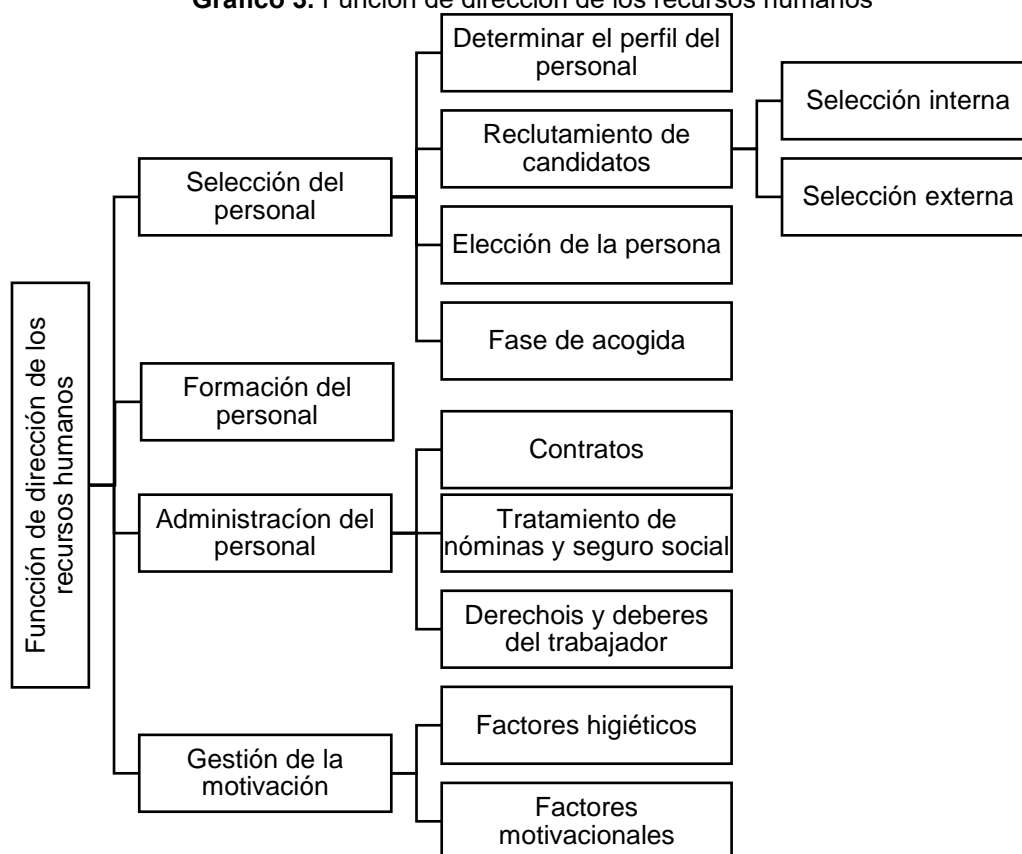 Gráfico 3. Función de dirección de los recursos humanos
Funcción de dirección de los
recursos humanos
Selección del
personal
Determinar el perfil del
personal
Reclutamiento de
candidatos
Selección interna
Selección externa
Elección de la persona
Fase de acogida
Formación del
personal
Administracíon del
personal
Contratos
Tratamiento de
nóminas y seguro social
Derechois y deberes
del trabajador
Gestión de la
motivación
Factores higiéticos
Factores
motivacionales